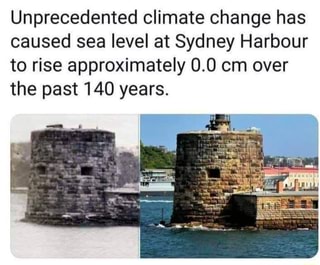 Unprecedented climate change has
caused sea level at Sydney Harbour
to rise approximately 0.0 cm over
the past 140 years.